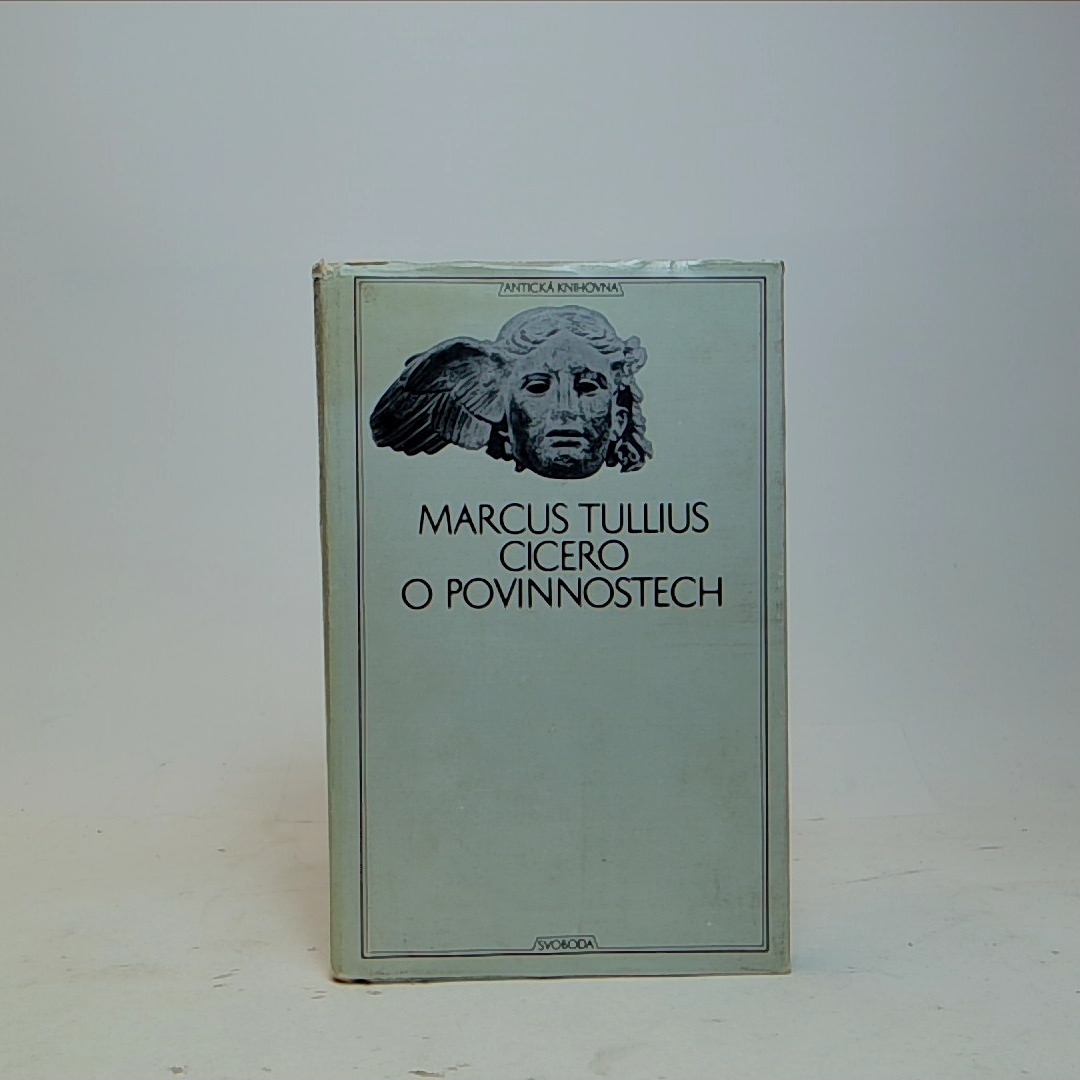 ANTICKÁ KNIHOVNA
MARCUS TULLIUS
CICERO
O POVINNOSTECH
SVOBODA